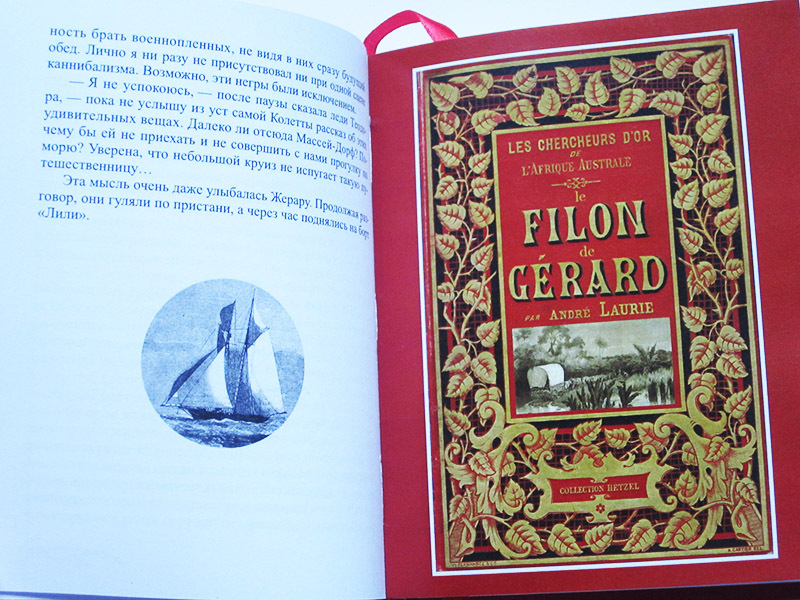 ность брать военнопленных, не видя в них сразу будущий
обед. Лично я ни разу не присутствовал ни при одной сцене
каннибализма. Возможно, эти негры были исключением.
— Я не успокоюсь, — после паузы сказала леди
ра, — пока не услышу из уст самой Колетты рассказ об этих
удивительных вещах. Далеко ли отсюда Массей-Дорф? По-
чему бы ей не приехать и не совершить с нами прогулку по
морю? Уверена, что небольшой круиз не испугает такую пу-
тешественницу…
Эта мысль очень даже улыбалась Жерару. Продолжая раз-
говор, они гуляли по пристани, а через час поднялись на борт
«Лили».
LES CHERCHEURS D'OR
DE
L'AFRIQUE AUSTRALE
le
FILON
de
GÉRARD
PAR ANDRÉ LAURIE
COLLECTION HETZEL